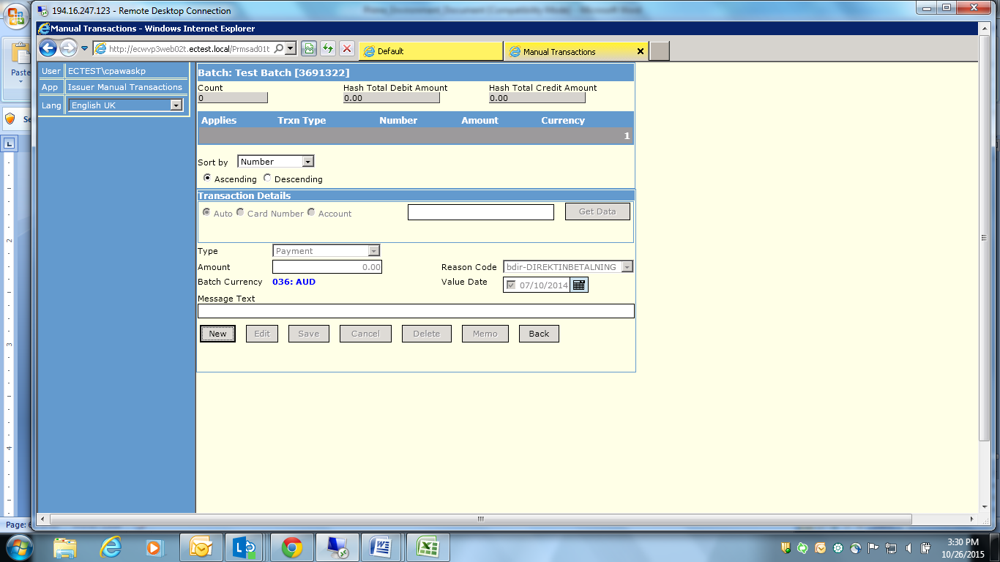 194.16.247.123 - Remote Desktop Connection
Manual Transactions - Windows Internet Explorer
http://ecwvp3web02t.ectest.local/Prmsad01t
Default
Manual Transactions
Paste
User ECTEST\cpawaskp
App Issuer Manual Transactions
Lang English UK
Batch: Test Batch [3691322]
Count Hash Total Debit Amount Hash Total Credit Amount
0 0.00 0.00
Applies Trxn Type Number Amount Currency
1
Sort by Number
Ascending Descending
Transaction Details
Auto Card Number Account Get Data
Type Payment
Amount 0.00 Reason Code bdir-DIREKTINBETALNING
Batch Currency 036: AUD Value Date 07/10/2014
Message Text
New Edit Save Cancel Delete Memo Back
Se
L
2
3
4
Page: 6
3:30 PM
10/26/2015